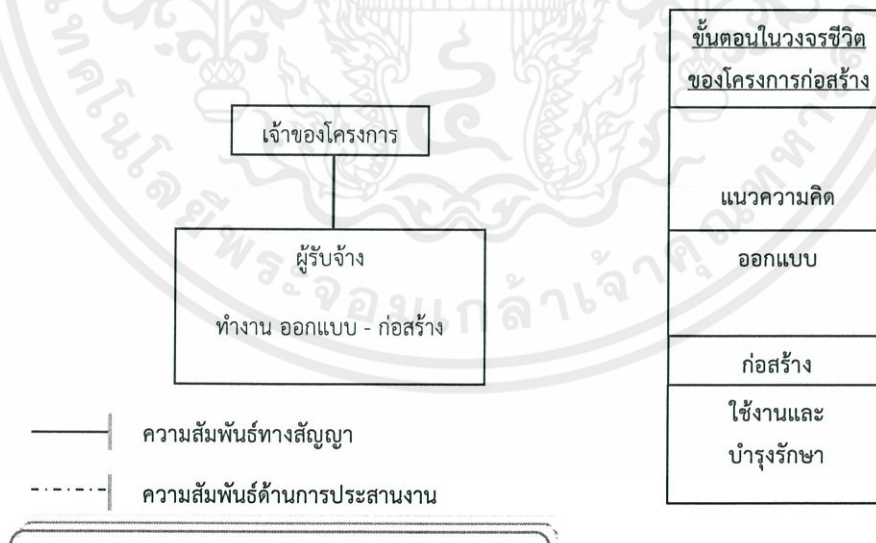 เจ้าของโครงการ
ผู้รับจ้าง
ทำงาน ออกแบบ - ก่อสร้าง
ความสัมพันธ์ทางสัญญา
ความสัมพันธ์ด้านการประสานงาน
ขั้นตอนในวงจรชีวิต
ของโครงการก่อสร้าง
แนวความคิด
ออกแบบ
ก่อสร้าง
ใช้งานและ
บำรุงรักษา